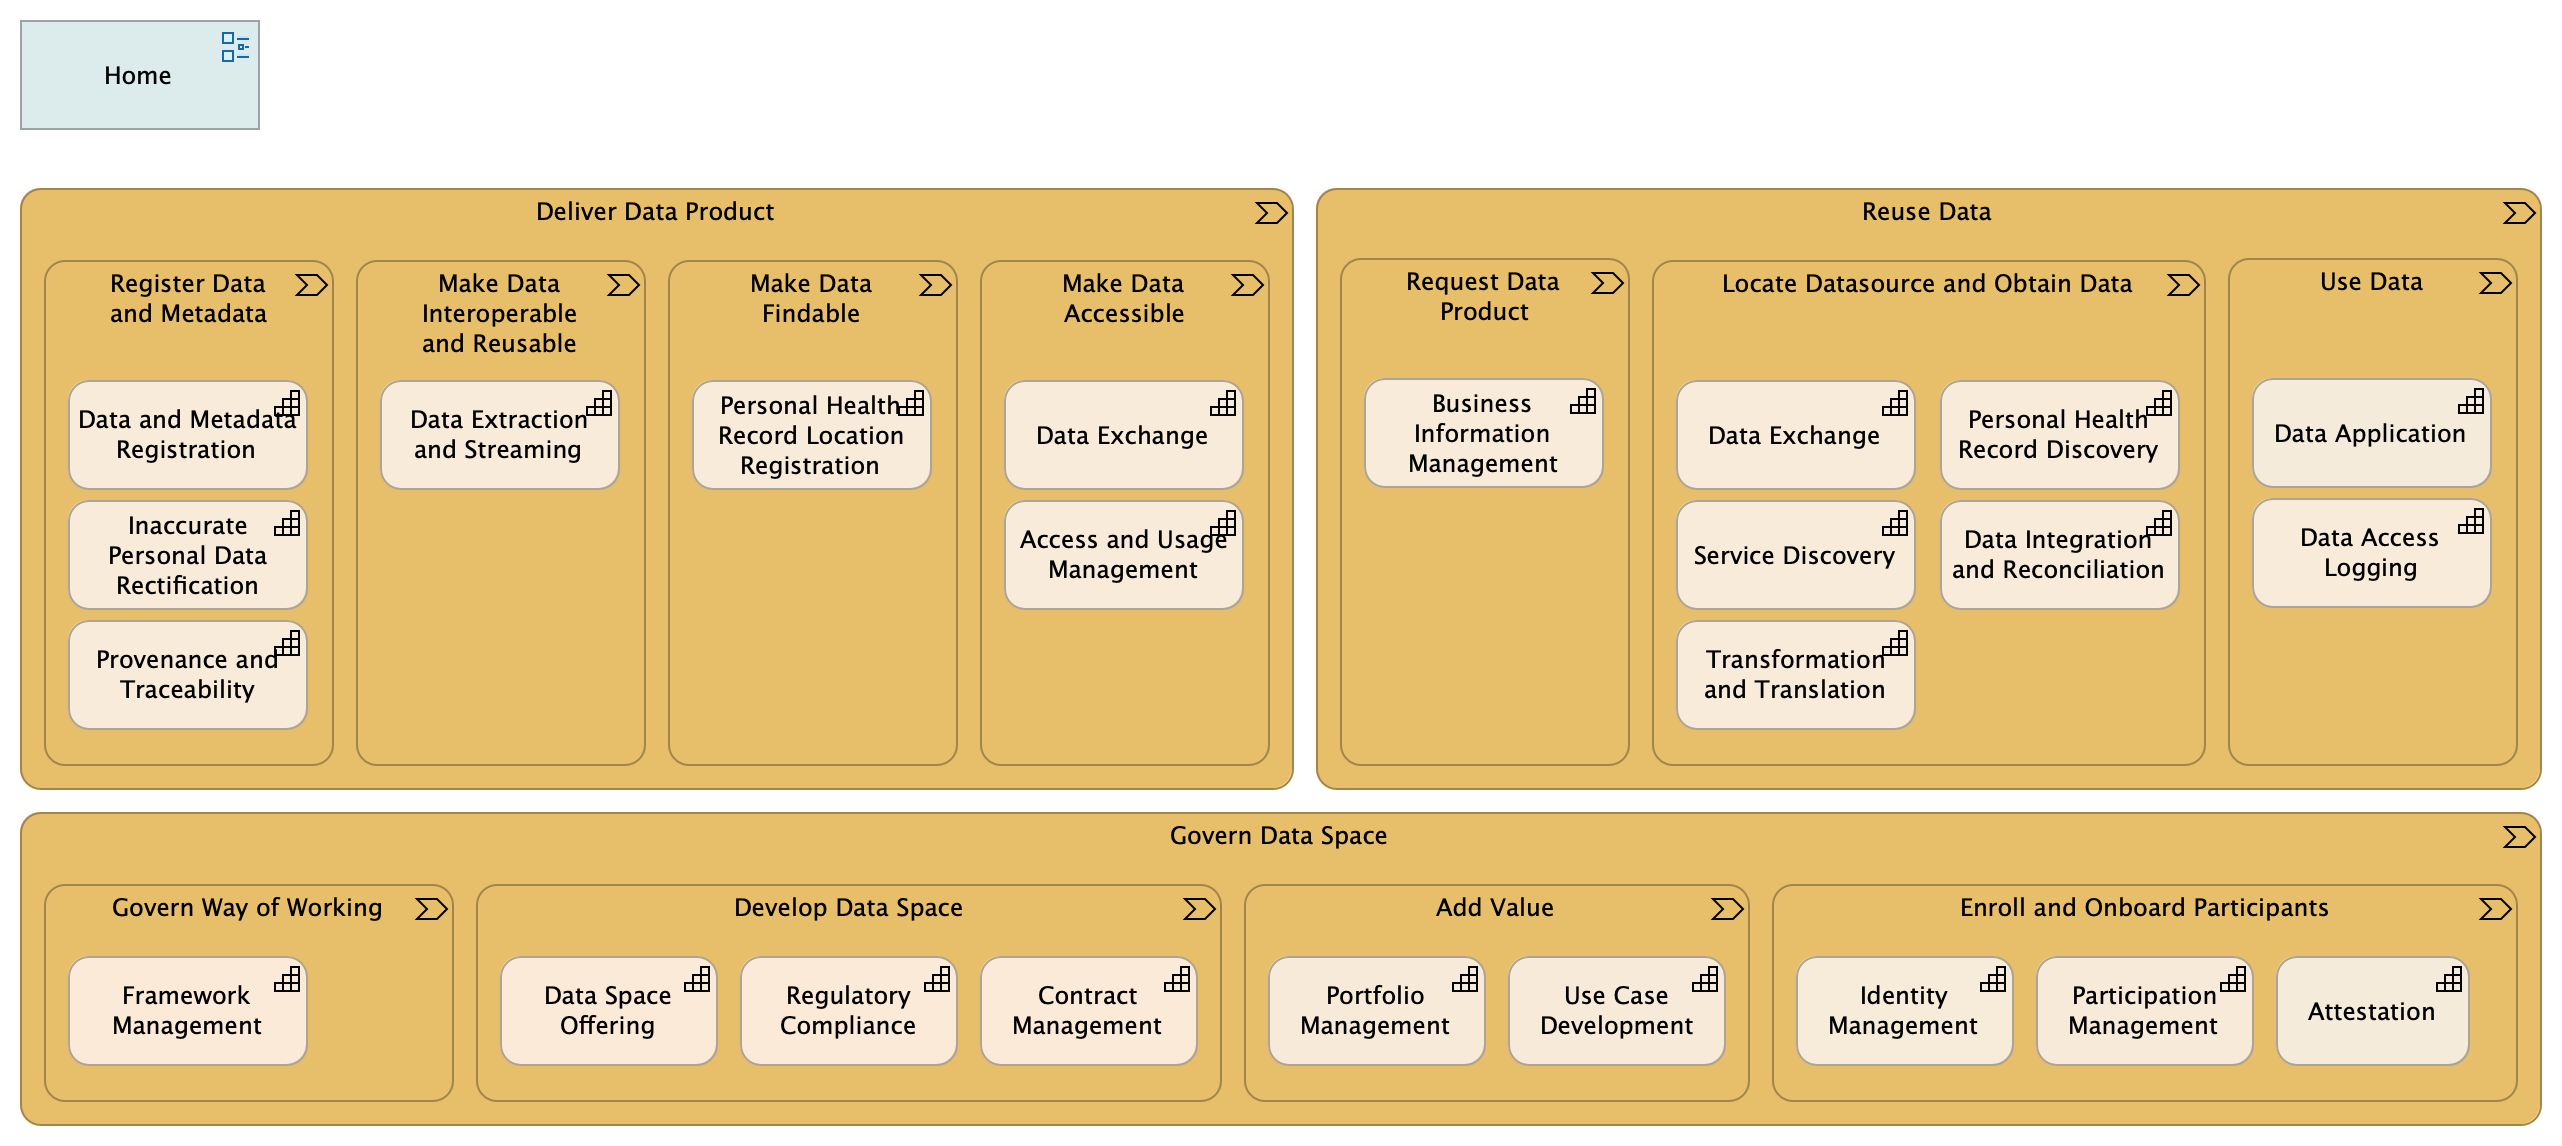 Home
Deliver Data Product
Register Data
and Metadata
Data and Metadata
Registration
Inaccurate
Personal Data
Rectification
Provenance and
Traceability
Make Data
Interoperable
and Reusable
Data Extraction
and Streaming
Make Data
Findable
Personal Health
Record Location
Registration
Make Data
Accessible
Data Exchange
Access and Usage
Management
Reuse Data
Request Data
Product
Business
Information
Management
Locate Datasource and Obtain Data
Data Exchange
Personal Health
Record Discovery
Service Discovery
Data Integration
and Reconciliation
Transformation
and Translation
Use Data
Data Application
Data Access
Logging
Govern Data Space
Govern Way of Working
Framework
Management
Develop Data Space
Data Space
Offering
Regulatory
Compliance
Contract
Management
Add Value
Portfolio
Management
Use Case
Development
Enroll and Onboard Participants
Identity
Management
Participation
Management
Attestation